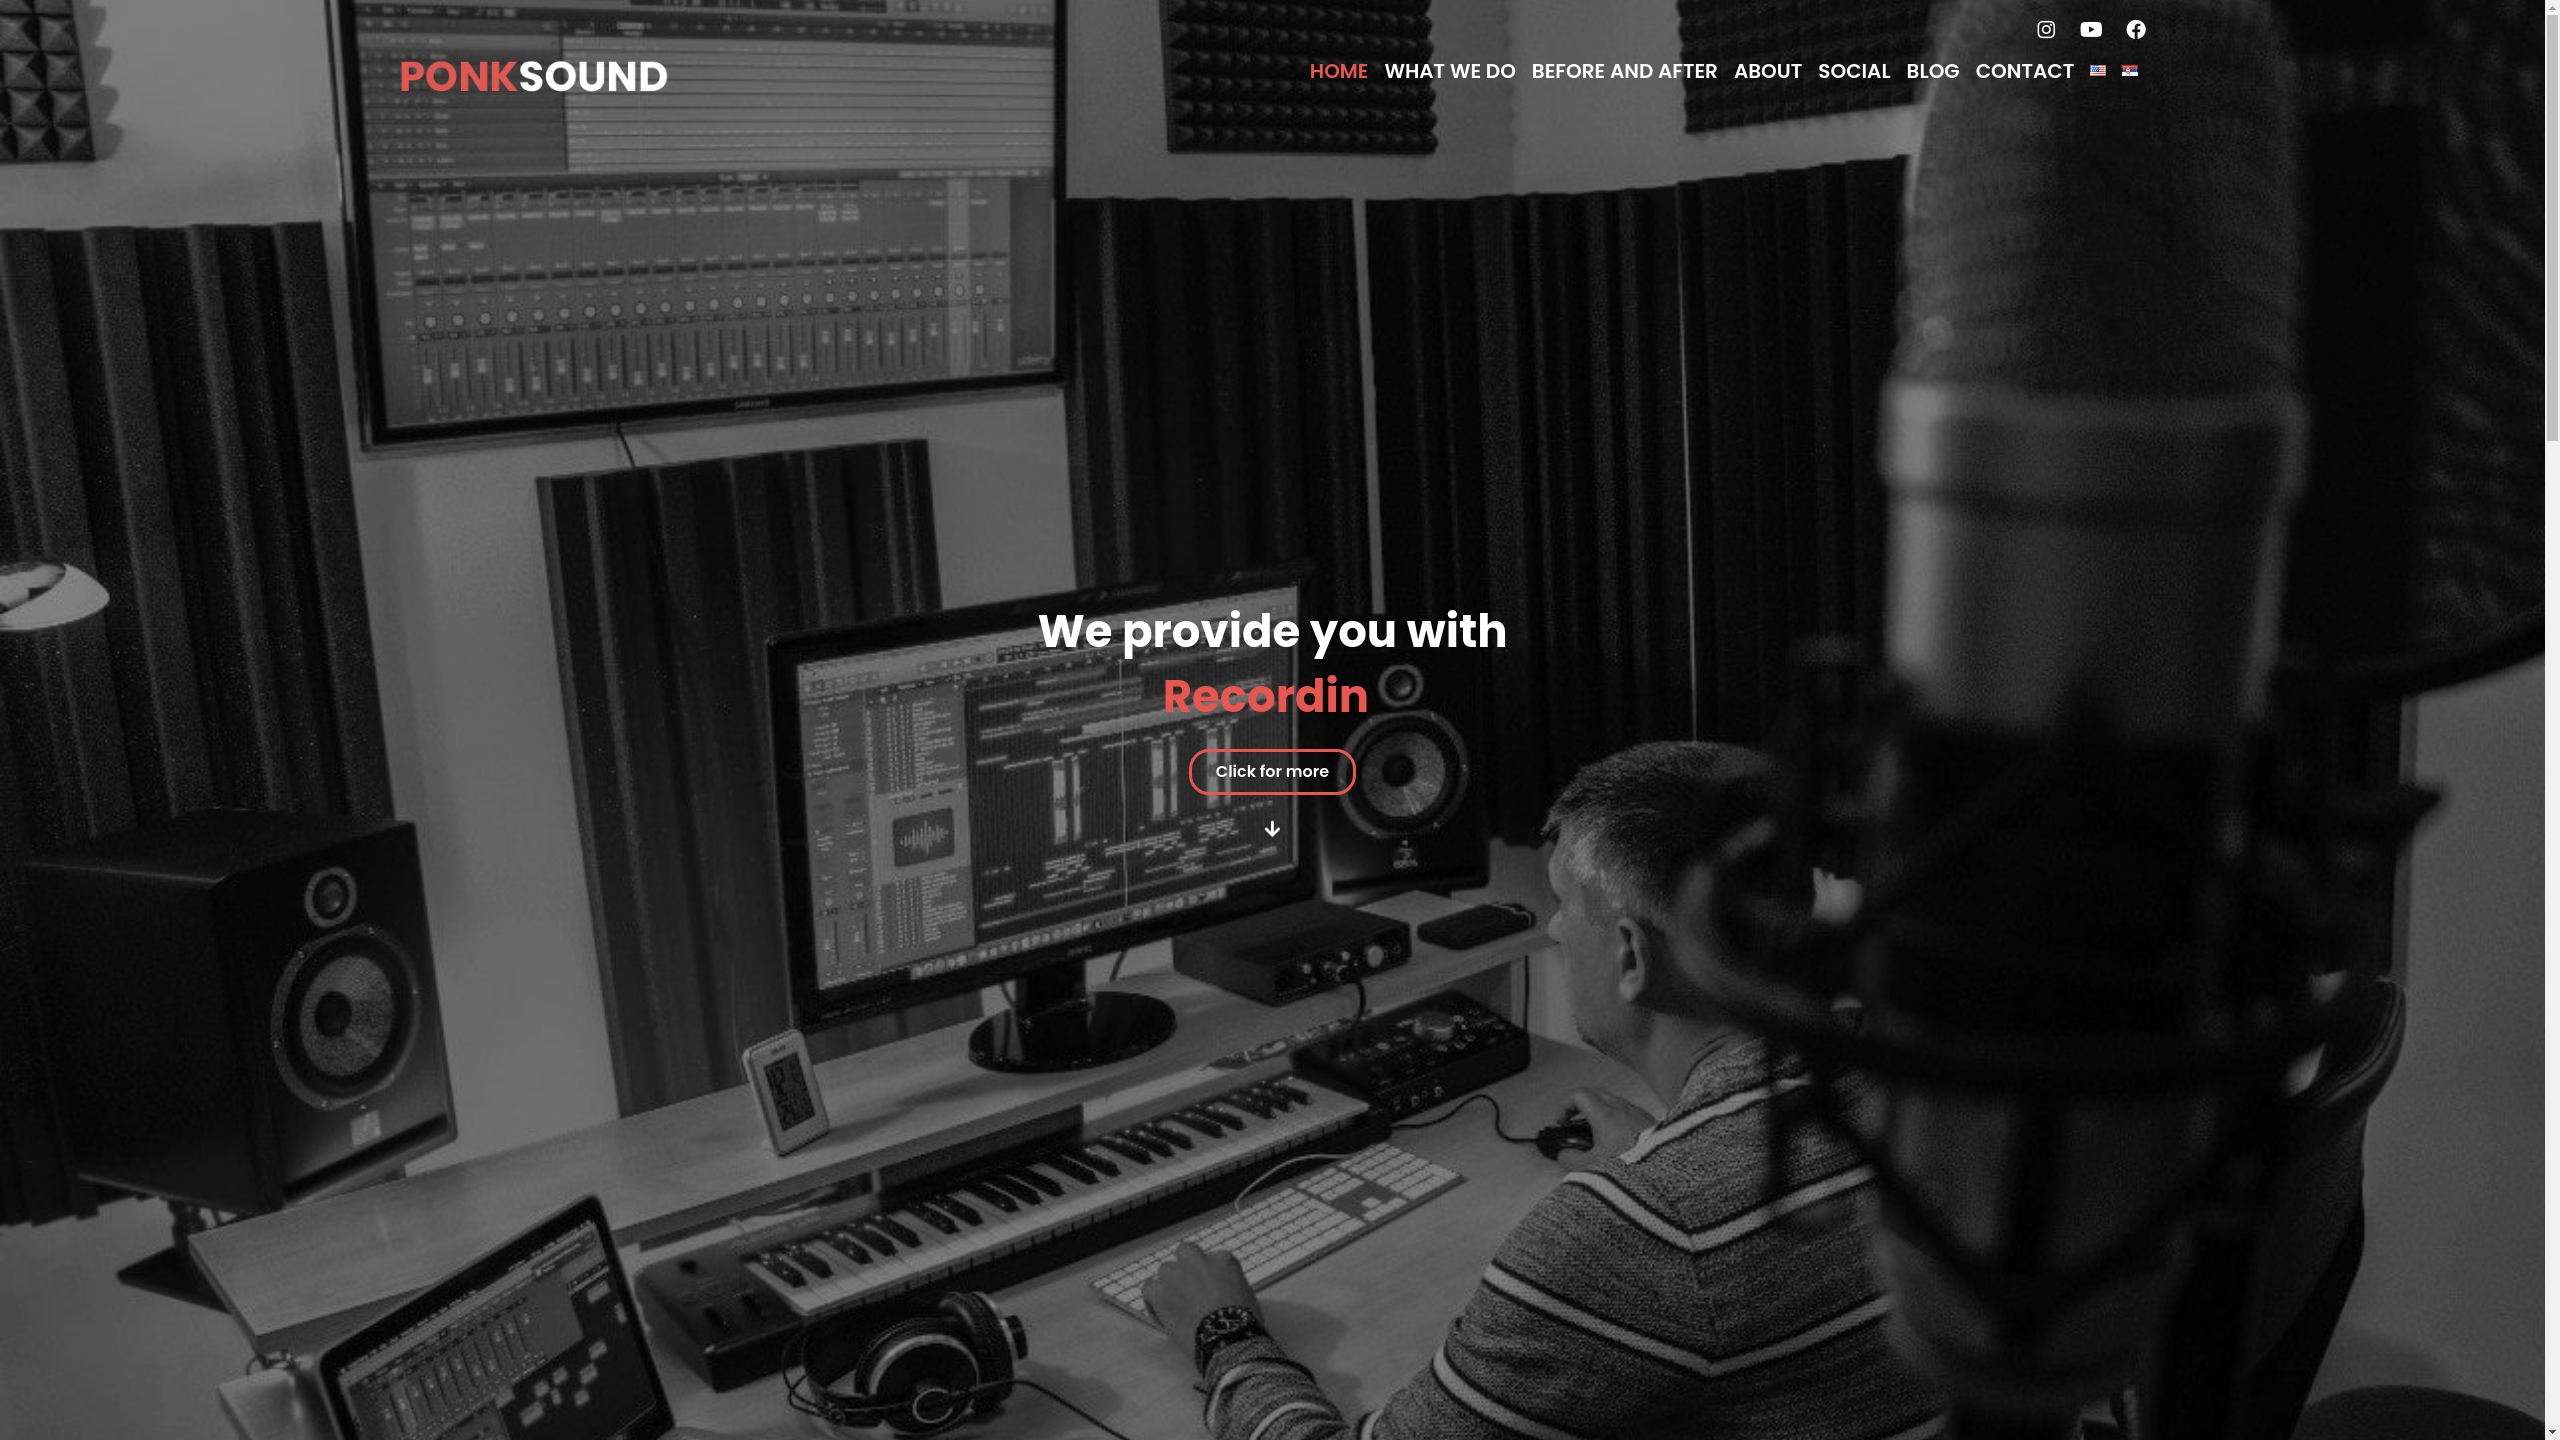 PONKSOUND
HOME WHAT WE DO BEFORE AND AFTER ABOUT SOCIAL BLOG CONTACT
SAMSUNG
We provide you with
Recordin
Click for more